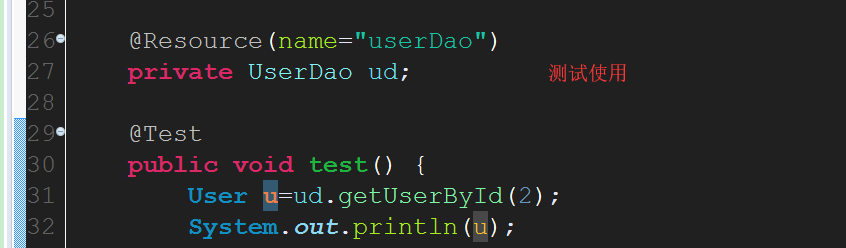 25
26 @Resource(name="userDao")
27 private UserDao ud; 测试使用
28
29 @Test
30 public void test() {
31 User u=ud.getUserById(2);
32 System.out.println(u);